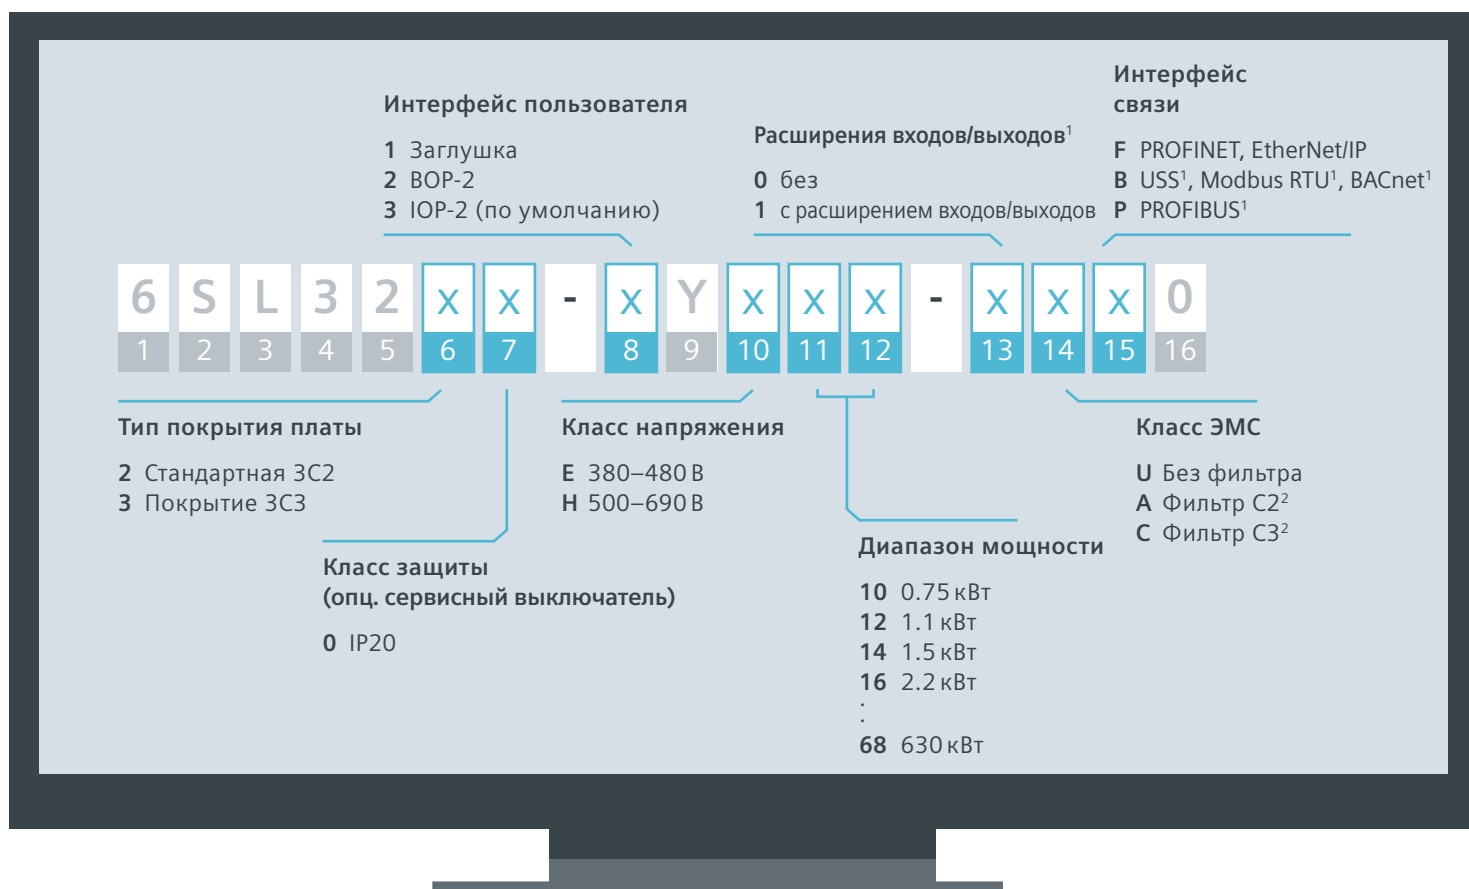 Интерфейс пользователя
1 Заглушка
2 BOP-2
3 IOP-2 (по умолчанию)
Расширения входов/выходов¹
0 без
1 с расширением входов/выходов
Интерфейс
связи
F PROFINET, EtherNet/IP
B USS¹, Modbus RTU¹, BACnet¹
P PROFIBUS¹
6 S L 3 2 x x - x Y x x x - x x x 0
1 2 3 4 5 6 7 8 9 10 11 12 13 14 15 16
Тип покрытия платы
2 Стандартная 3C2
3 Покрытие 3C3
Класс защиты
(опц. сервисный выключатель)
0 IP20
Класс напряжения
E 380–480 В
H 500–690 В
Диапазон мощности
10 0.75 кВт
12 1.1 кВт
14 1.5 кВт
16 2.2 кВт
.
.
68 630 кВт
Класс ЭМС
U Без фильтра
A Фильтр C2²
C Фильтр C3²